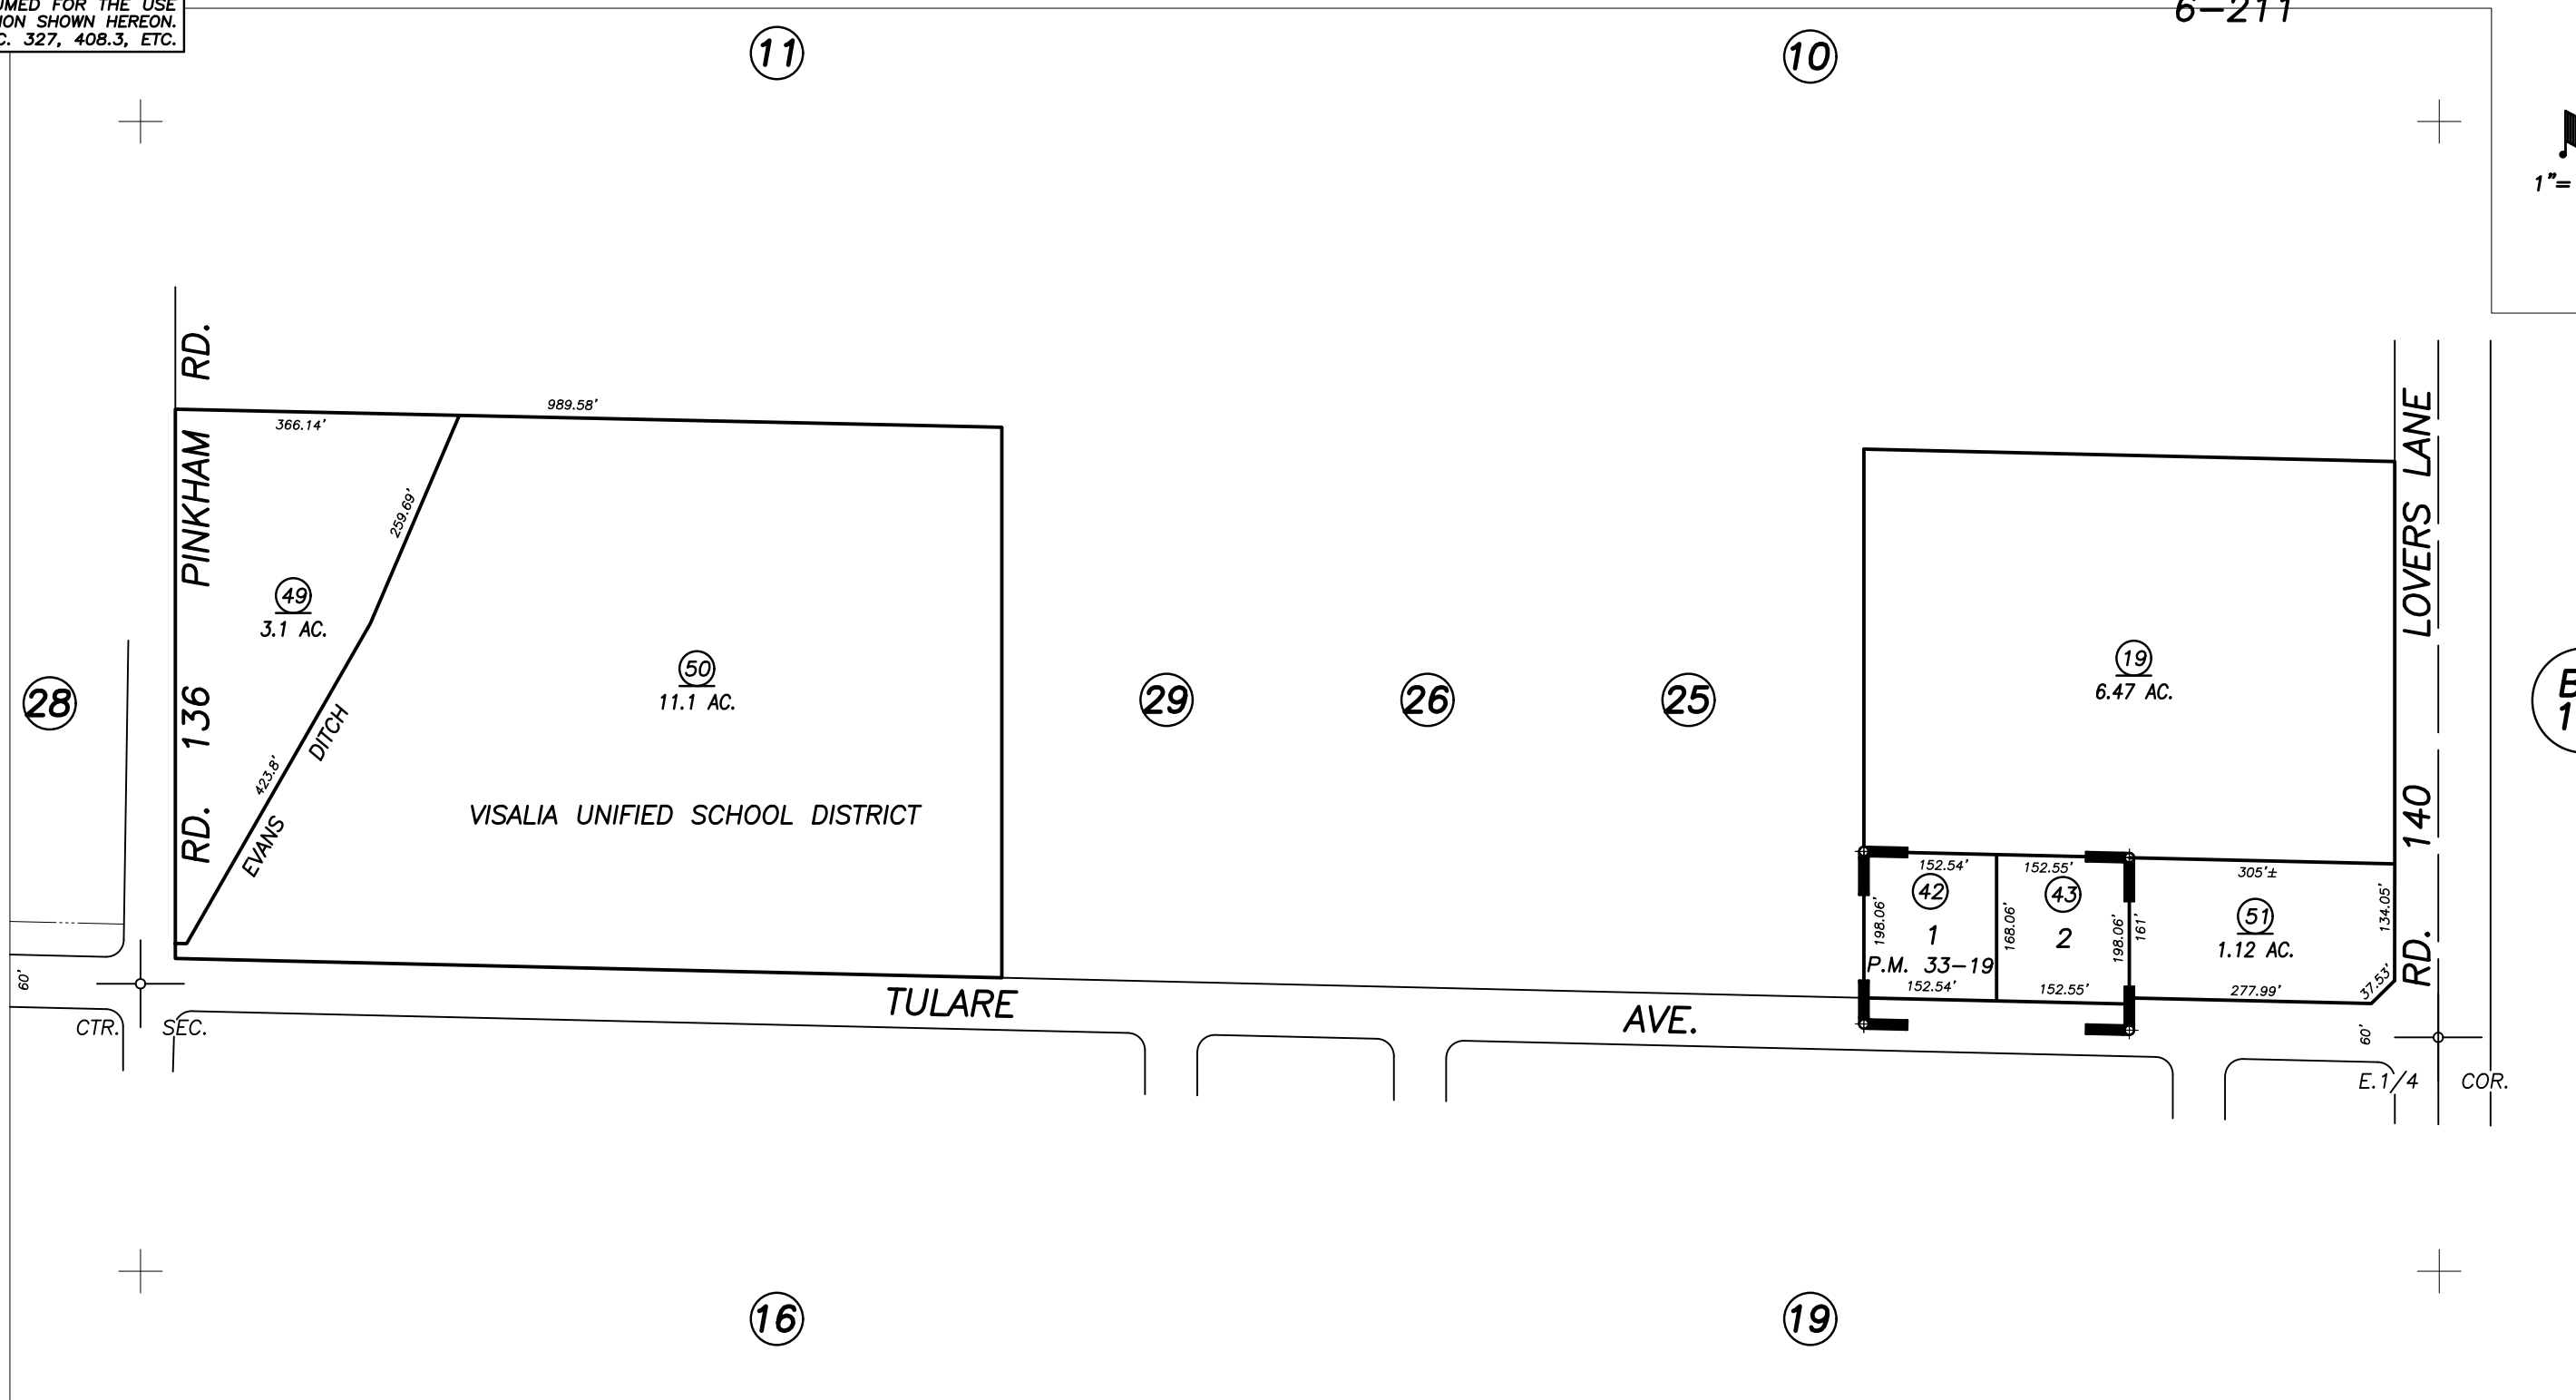 FOR THE USE
SHOWN HEREON.
327, 408.3, ETC.
6-211
11
10
1"=
RD.
PINKHAM
136
RD.
366.14'
989.58'
259.69'
49
3.1 AC.
50
11.1 AC.
423.8'
EVANS DITCH
VISALIA UNIFIED SCHOOL DISTRICT
28
29
26
25
19
6.47 AC.
LOVERS LANE
140
RD.
152.54'
42
198.06'
1
P.M. 33-19
152.54'
168.06'
152.55'
43
2
198.06'
152.55'
161'
305'±
51
1.12 AC.
134.05'
277.99'
37.53'
60'
CTR. SEC.
TULARE AVE.
60'
E.1/4 COR.
16
19